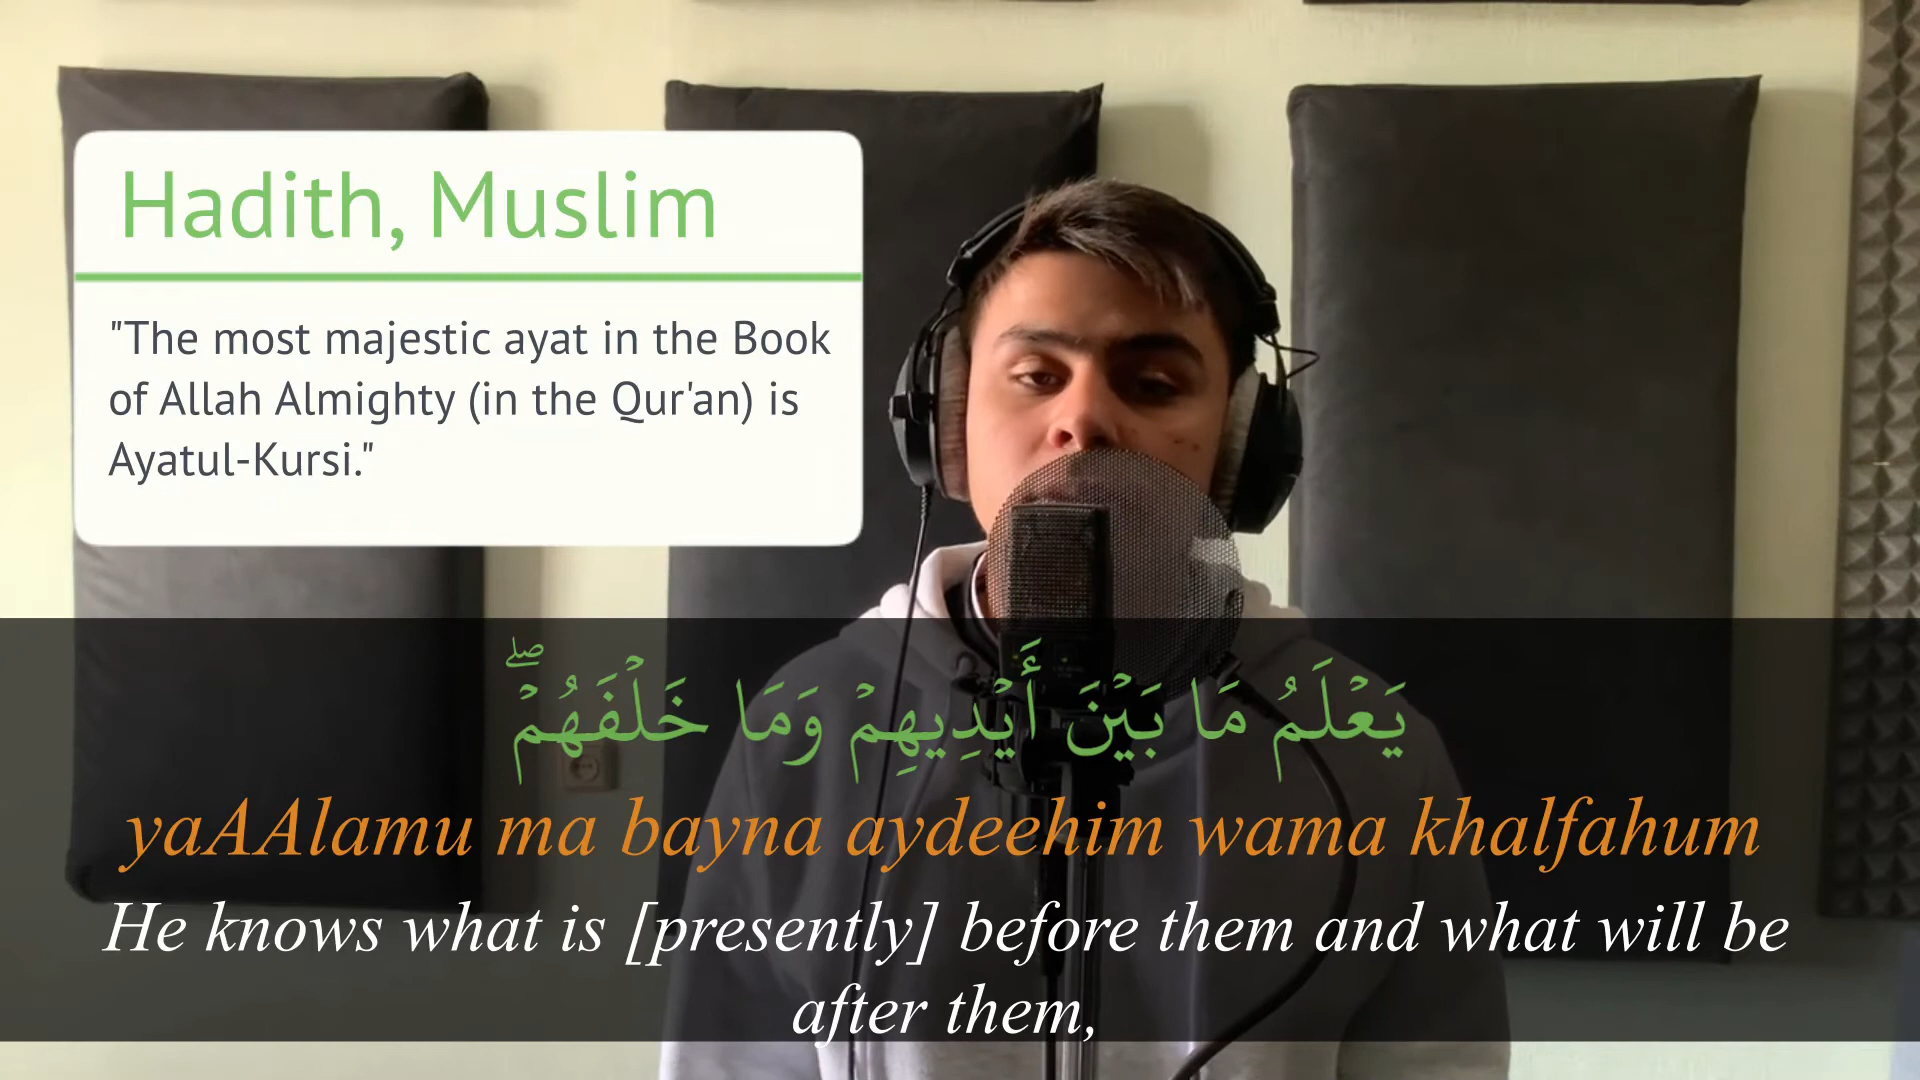 Hadith, Muslim
"The most majestic ayat in the Book
of Allah Almighty (in the Qur'an) is
Ayatul-Kursi."
يَعْلَمُ مَا بَيْنَ أَيْدِيهِمْ وَمَا خَلْفَهُمْ ۖ
yaAAlamu ma bayna aydeehim wama khalfahum
He knows what is [presently] before them and what will be
after them,